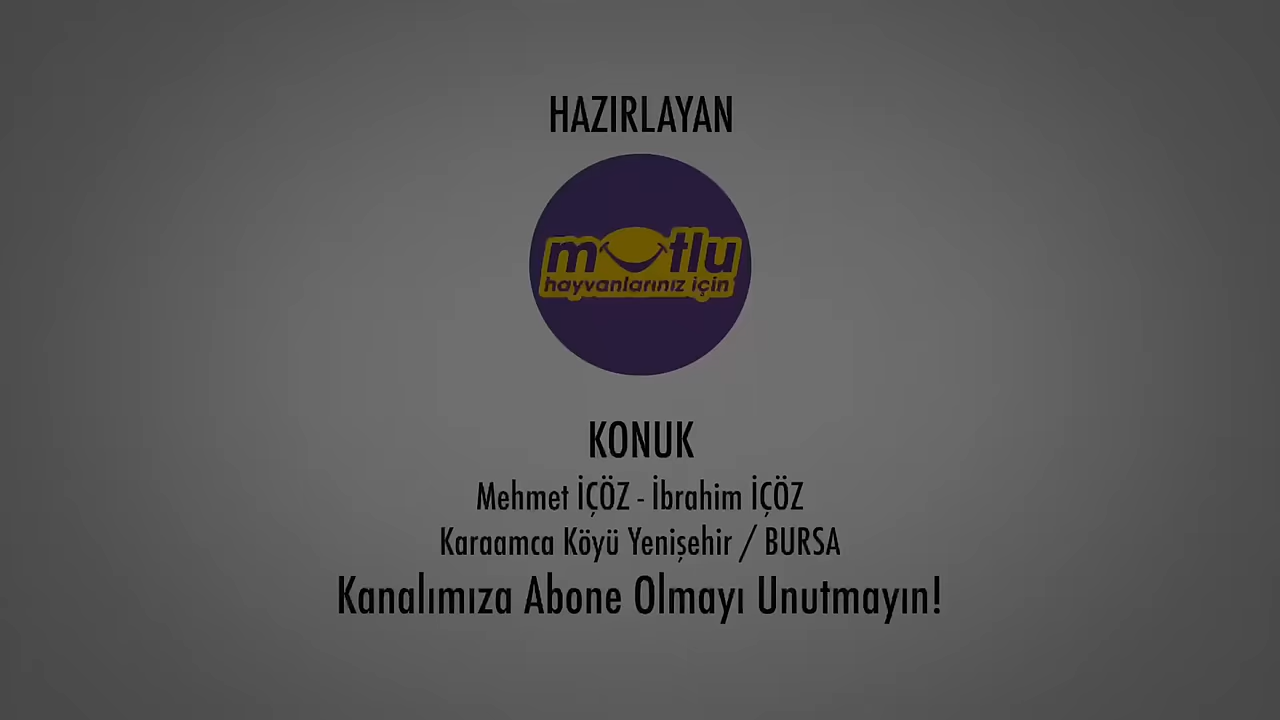 HAZIRLAYAN
mutlu
hayvanlarınız için
KONUK
Mehmet İÇÖZ - İbrahim İÇÖZ
Karaamca Köyü Yenişehir / BURSA
Kanalımıza Abone Olmayı Unutmayın!